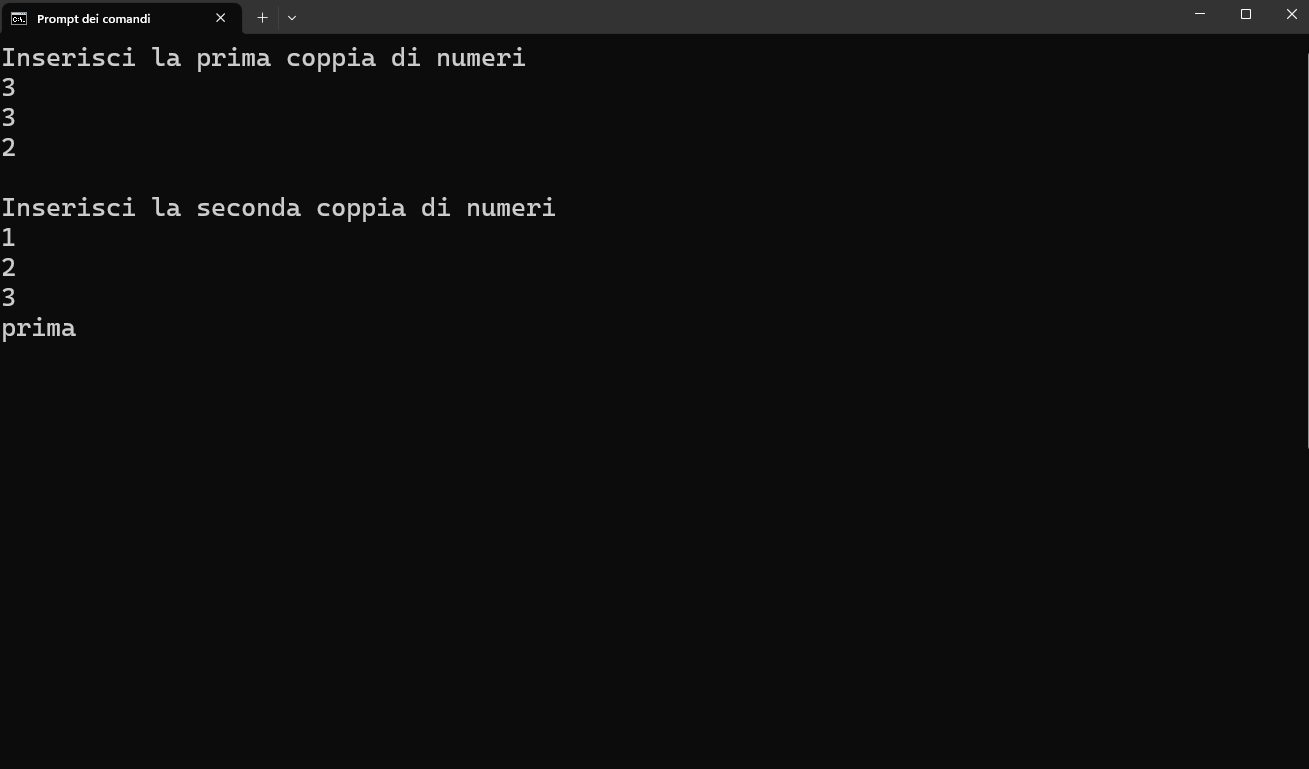 Prompt dei comandi
Inserisci la prima coppia di numeri
3
3
2
Inserisci la seconda coppia di numeri
1
2
3
prima